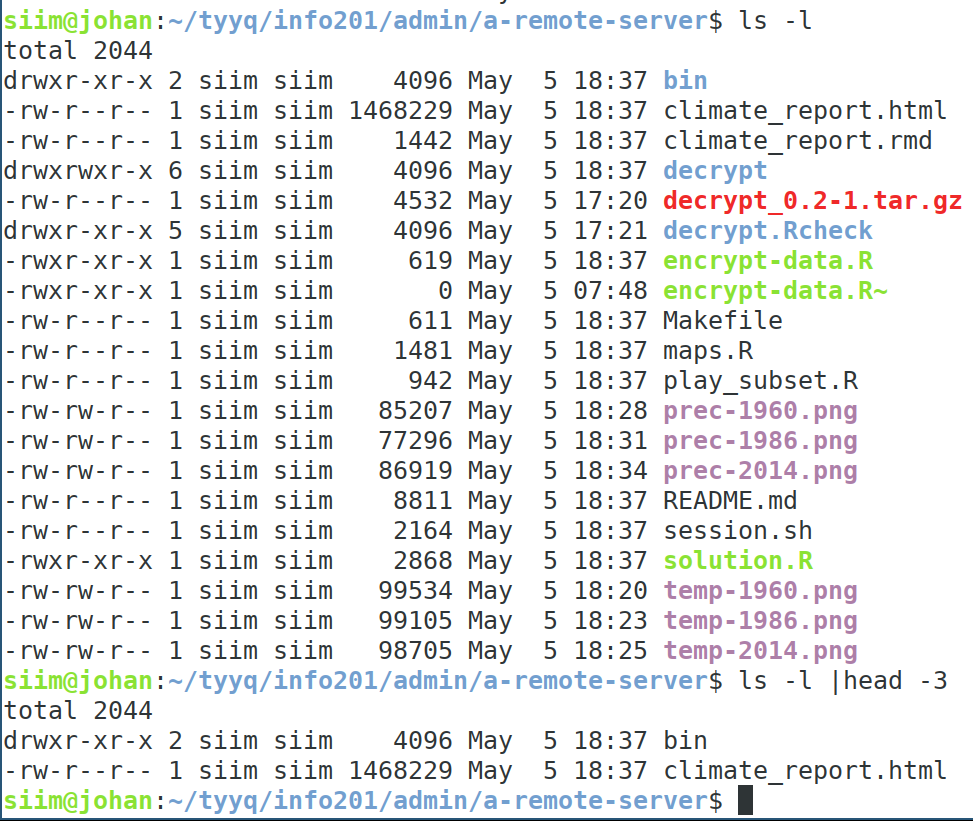 siim@johan:~/tyyq/info201/admin/a-remote-server$ ls -l
total 2044
drwxr-xr-x 2 siim siim    4096 May  5 18:37 bin
-rw-r--r-- 1 siim siim 1468229 May  5 18:37 climate_report.html
-rw-r--r-- 1 siim siim    1442 May  5 18:37 climate_report.rmd
drwxrwxr-x 6 siim siim    4096 May  5 18:37 decrypt
-rw-r--r-- 1 siim siim    4532 May  5 17:20 decrypt_0.2-1.tar.gz
drwxr-xr-x 5 siim siim    4096 May  5 17:21 decrypt.Rcheck
-rwxr-xr-x 1 siim siim     619 May  5 18:37 encrypt-data.R
-rwxr-xr-x 1 siim siim       0 May  5 07:48 encrypt-data.R~
-rw-r--r-- 1 siim siim     611 May  5 18:37 Makefile
-rw-r--r-- 1 siim siim    1481 May  5 18:37 maps.R
-rw-r--r-- 1 siim siim     942 May  5 18:37 play_subset.R
-rw-rw-r-- 1 siim siim   85207 May  5 18:28 prec-1960.png
-rw-rw-r-- 1 siim siim   77296 May  5 18:31 prec-1986.png
-rw-rw-r-- 1 siim siim   86919 May  5 18:34 prec-2014.png
-rw-r--r-- 1 siim siim    8811 May  5 18:37 README.md
-rw-r--r-- 1 siim siim    2164 May  5 18:37 session.sh
-rwxr-xr-x 1 siim siim    2868 May  5 18:37 solution.R
-rw-rw-r-- 1 siim siim   99534 May  5 18:20 temp-1960.png
-rw-rw-r-- 1 siim siim   99105 May  5 18:23 temp-1986.png
-rw-rw-r-- 1 siim siim   98705 May  5 18:25 temp-2014.png
siim@johan:~/tyyq/info201/admin/a-remote-server$ ls -l |head -3
total 2044
drwxr-xr-x 2 siim siim    4096 May  5 18:37 bin
-rw-r--r-- 1 siim siim 1468229 May  5 18:37 climate_report.html
siim@johan:~/tyyq/info201/admin/a-remote-server$